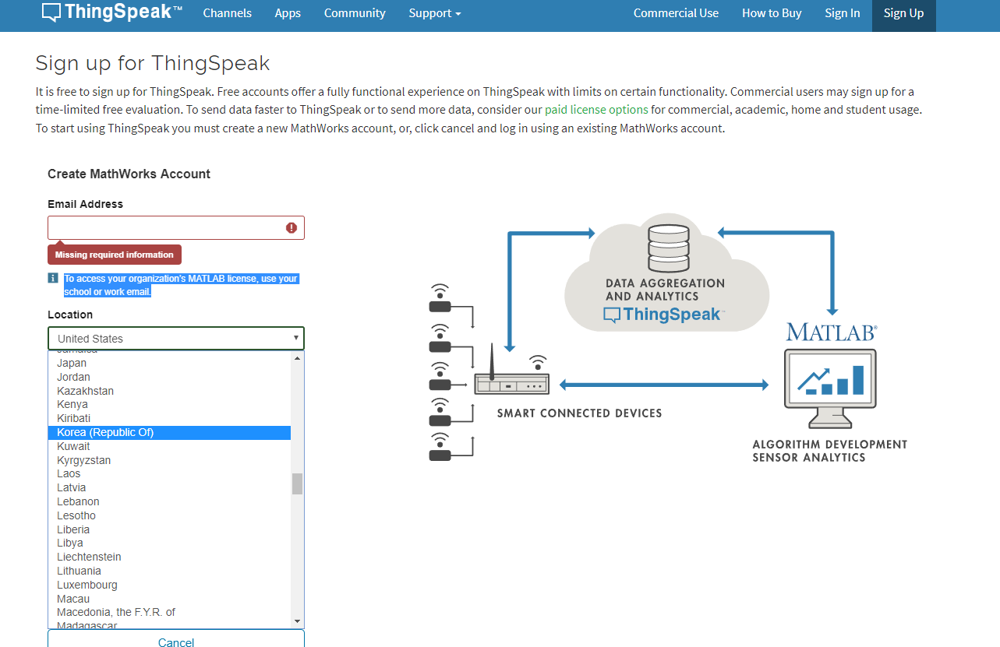 ThingSpeak™ Channels Apps Community Support Commercial Use How to Buy Sign In Sign Up
Sign up for ThingSpeak
It is free to sign up for ThingSpeak. Free accounts offer a fully functional experience on ThingSpeak with limits on certain functionality. Commercial users may sign up for a
time-limited free evaluation. To send data faster to ThingSpeak or to send more data, consider our paid license options for commercial, academic, home and student usage.
To start using ThingSpeak you must create a new MathWorks account, or, click cancel and log in using an existing MathWorks account.
Create MathWorks Account
Email Address
Missing required information
To access your organization's MATLAB license, use your
school or work email.
Location
United States
Jamaica
Japan
Jordan
Kazakhstan
Kenya
Kiribati
Korea (Republic Of)
Kuwait
Kyrgyzstan
Laos
Latvia
Lebanon
Lesotho
Liberia
Libya
Liechtenstein
Lithuania
Luxembourg
Macau
Macedonia, the F.Y.R. of
Madagascar
Cancel
DATA AGGREGATION
AND ANALYTICS
ThingSpeak™
SMART CONNECTED DEVICES
MATLAB®
ALGORITHM DEVELOPMENT
SENSOR ANALYTICS